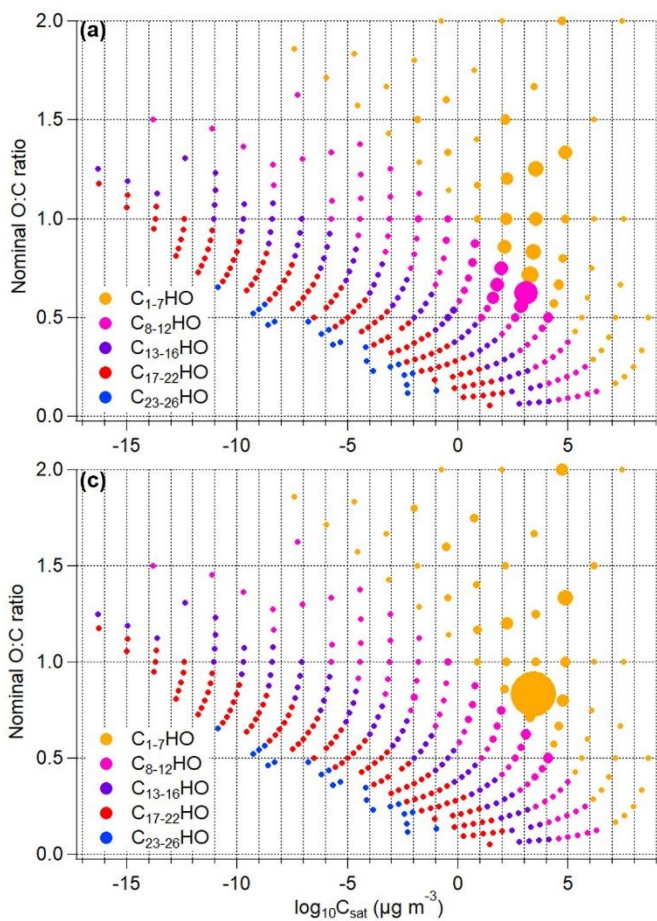 (a)
2.0
1.5
1.0
0.5
0.0
Nominal O:C ratio
C1-7HO
C8-12HO
C13-16HO
C17-22HO
C23-26HO
-15 -10 -5 0 5
(c)
2.0
1.5
1.0
0.5
0.0
Nominal O:C ratio
C1-7HO
C8-12HO
C13-16HO
C17-22HO
C23-26HO
-15 -10 -5 0 5
log10Csat (µg m−3)